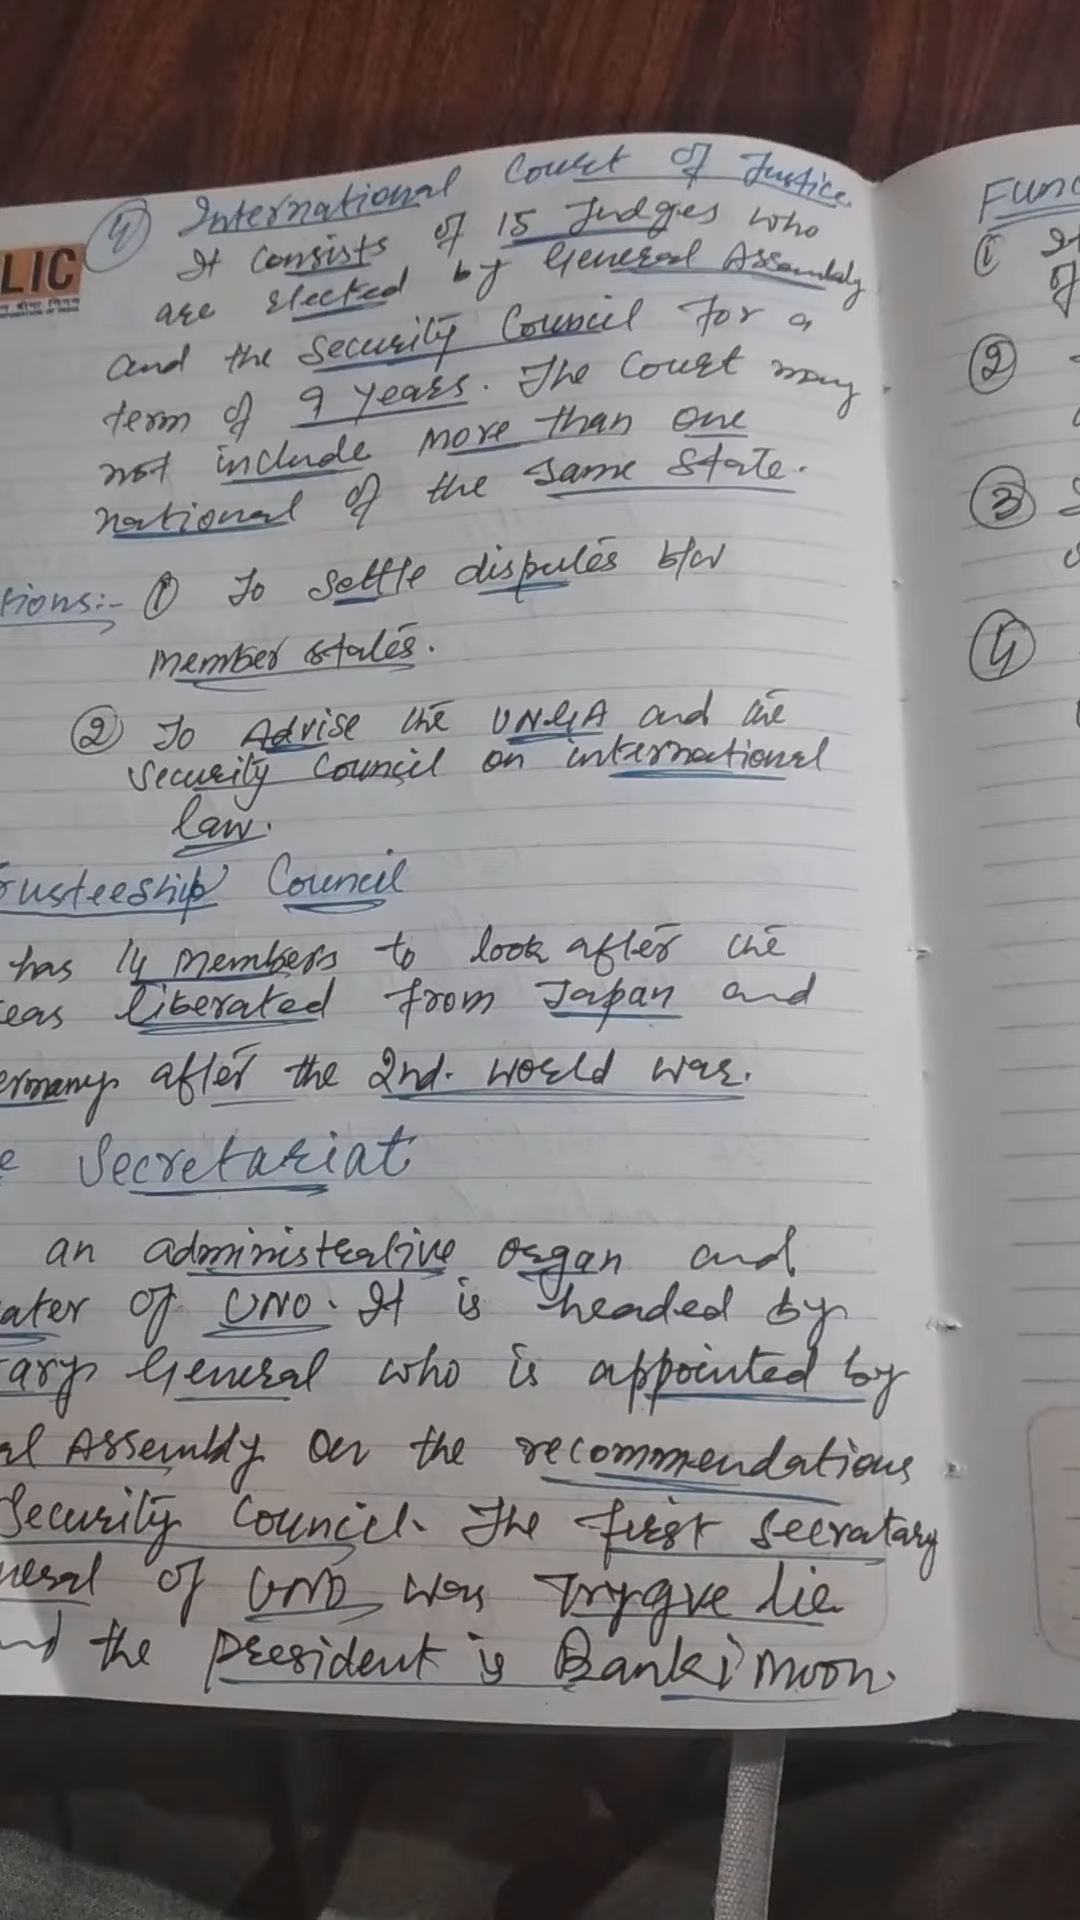 ④ International Court of Justice
It consists of 15 Judges who
are elected by General Assembly
and the Security Council for a
term of 9 years. The Court may
not include more than one
national of the same state.
tions:- ① To settle disputes b/w
member states.
② To Advise the UNGA and the
Security Council on international
law.
rusteeship Council
has 14 members to look after the
eas liberated from Japan and
ermany after the 2nd. world war.
e Secretariat
an administrative organ and
ater of UNO. It is headed by
ary General who is appointed by
al Assembly on the recommendations
Security Council. The first Secratary
neral of UNO was Trygve lie
and the president is Banki moon.
LIC
Func
① It
of
②
③ S
④